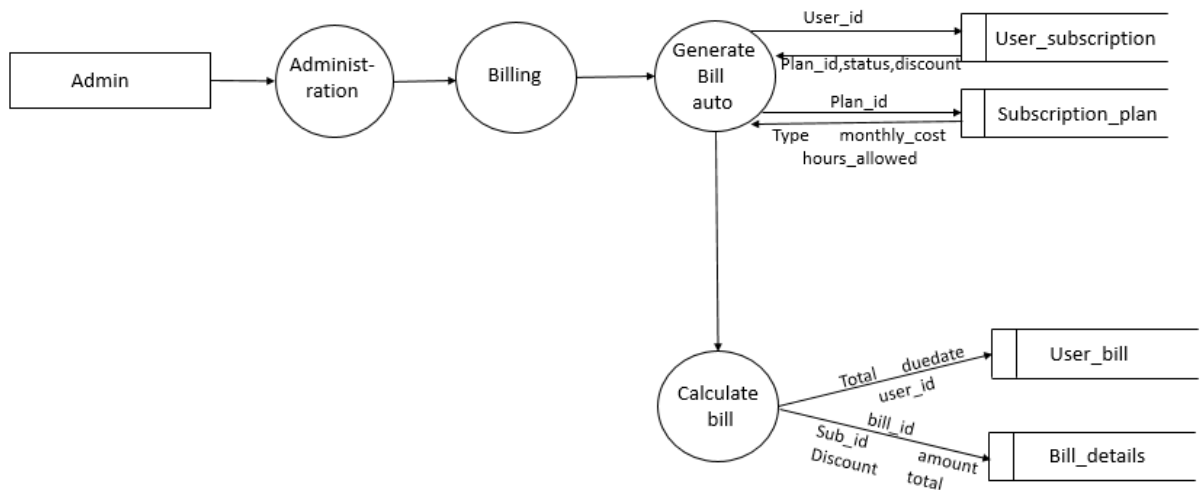 User_id
User_subscription
Plan_id,status,discount
Admin
Administ-
ration
Billing
Generate
Bill
auto
Plan_id
Subscription_plan
Type monthly_cost
hours_allowed
Calculate
bill
Total duedate
user_id
User_bill
bill_id
Sub_id amount
Discount total
Bill_details